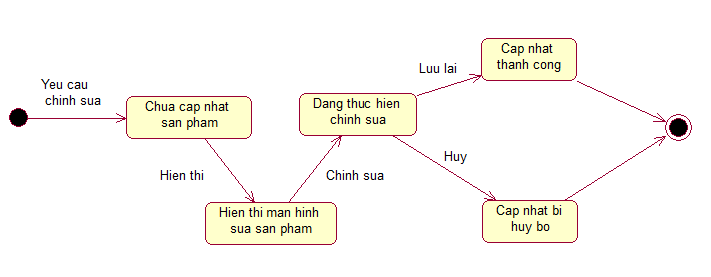 Yeu cau
chinh sua
Chua cap nhat
san pham
Hien thi
Hien thi man hinh
sua san pham
Chinh sua
Dang thuc hien
chinh sua
Luu lai
Cap nhat
thanh cong
Huy
Cap nhat bi
huy bo